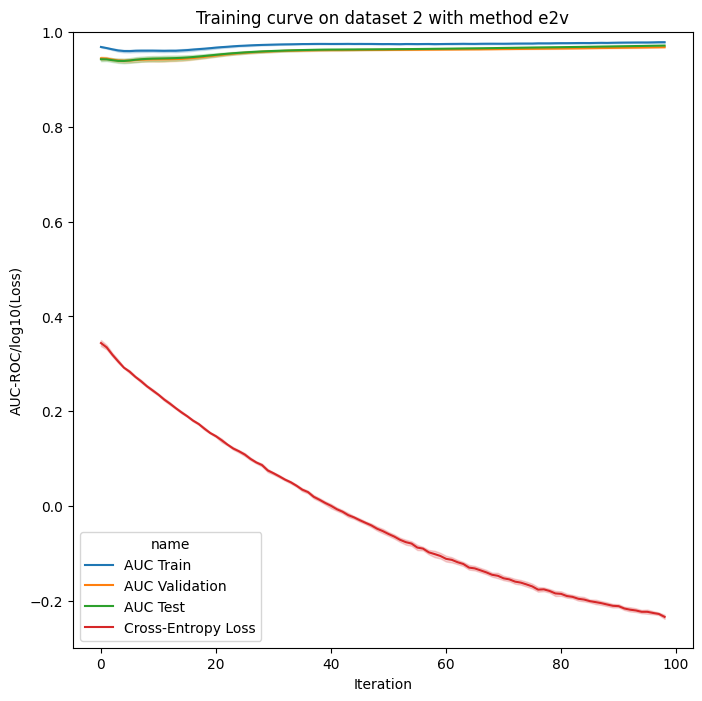 Training curve on dataset 2 with method e2v
AUC-ROC/log10(Loss)
1.0
0.8
0.6
0.4
0.2
0.0
−0.2
name
AUC Train
AUC Validation
AUC Test
Cross-Entropy Loss
0 20 40 60 80 100
Iteration